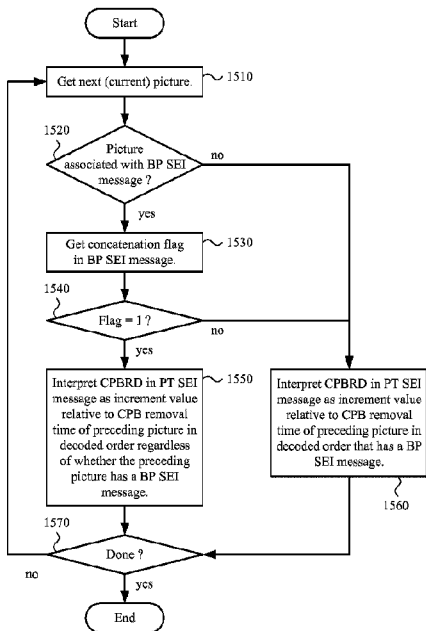 Start
Get next (current) picture.
1510
1520
Picture
associated with BP SEI
message ?
no
yes
Get concatenation flag
in BP SEI message.
1530
1540
Flag = 1 ?
no
yes
Interpret CPBRD in PT SEI
message as increment value
relative to CPB removal
time of preceding picture in
decoded order regardless
of whether the preceding
picture has a BP SEI
message.
1550
Interpret CPBRD in PT SEI
message as increment value
relative to CPB removal
time of preceding picture in
decoded order that has a BP
SEI message.
1560
1570
Done ?
no
yes
End